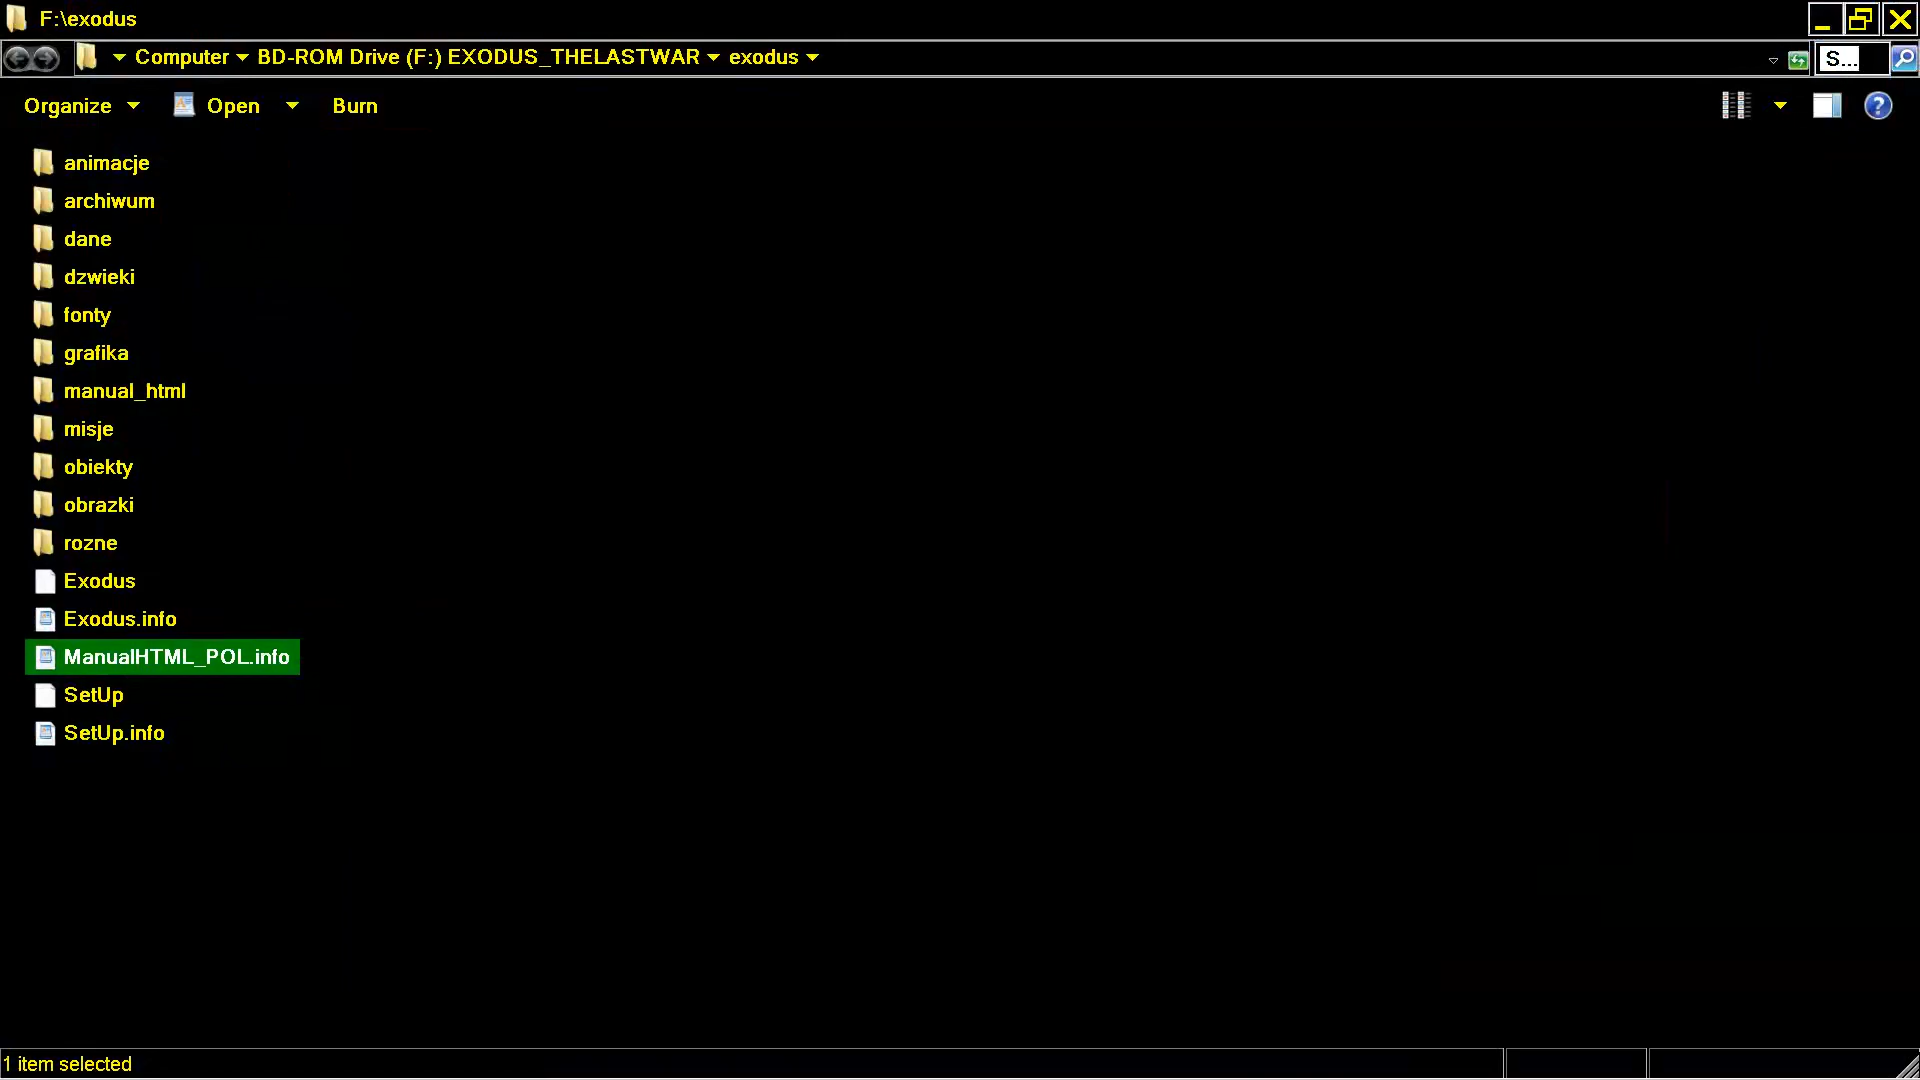 F:\exodus
Computer BD-ROM Drive (F:) EXODUS_THELASTWAR exodus
S...
Organize Open Burn
animacje
archiwum
dane
dzwieki
fonty
grafika
manual_html
misje
obiekty
obrazki
rozne
Exodus
Exodus.info
ManualHTML_POL.info
SetUp
SetUp.info
1 item selected